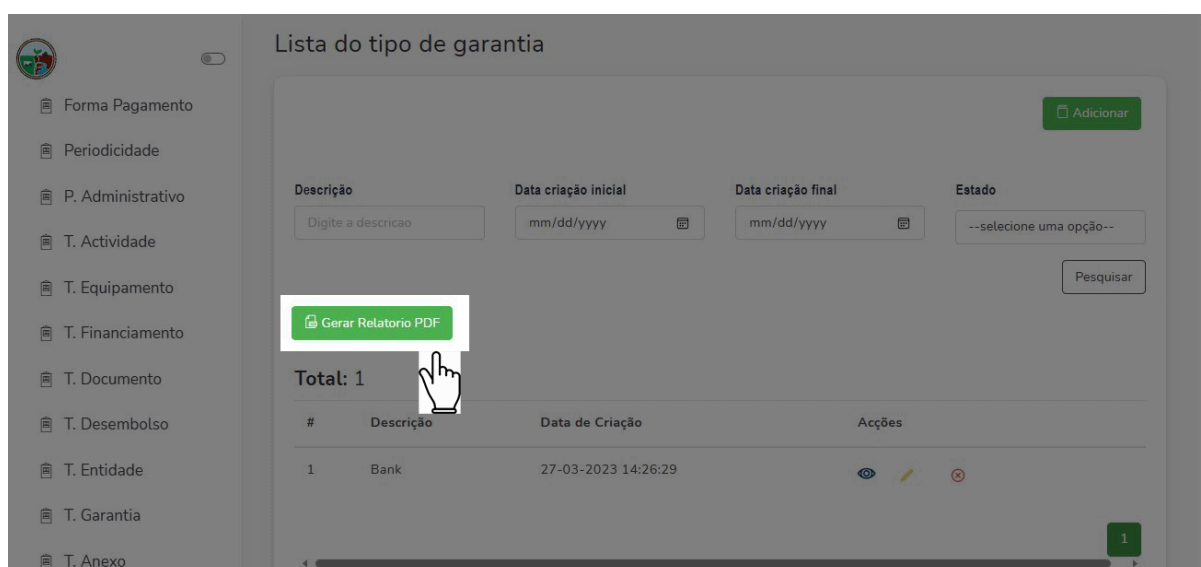 Lista do tipo de garantia
Forma Pagamento
Periodicidade
P. Administrativo
T. Actividade
T. Equipamento
T. Financiamento
T. Documento
T. Desembolso
T. Entidade
T. Garantia
T. Anexo
Adicionar
Descrição Data criação inicial Data criação final Estado
Digite a descricao mm/dd/yyyy mm/dd/yyyy --selecione uma opção--
Pesquisar
Gerar Relatorio PDF
Total: 1
# Descrição Data de Criação Acções
1 Bank 27-03-2023 14:26:29
1